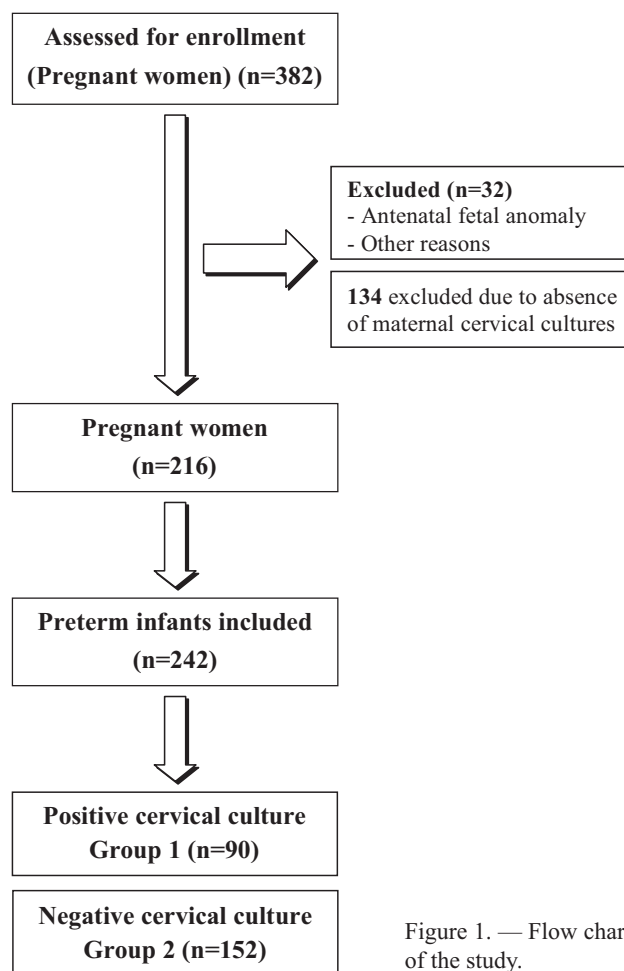 Assessed for enrollment
(Pregnant women) (n=382)
Excluded (n=32)
- Antenatal fetal anomaly
- Other reasons
134 excluded due to absence
of maternal cervical cultures
Pregnant women
(n=216)
Preterm infants included
(n=242)
Positive cervical culture
Group 1 (n=90)
Negative cervical culture
Group 2 (n=152)
Figure 1. — Flow char
of the study.